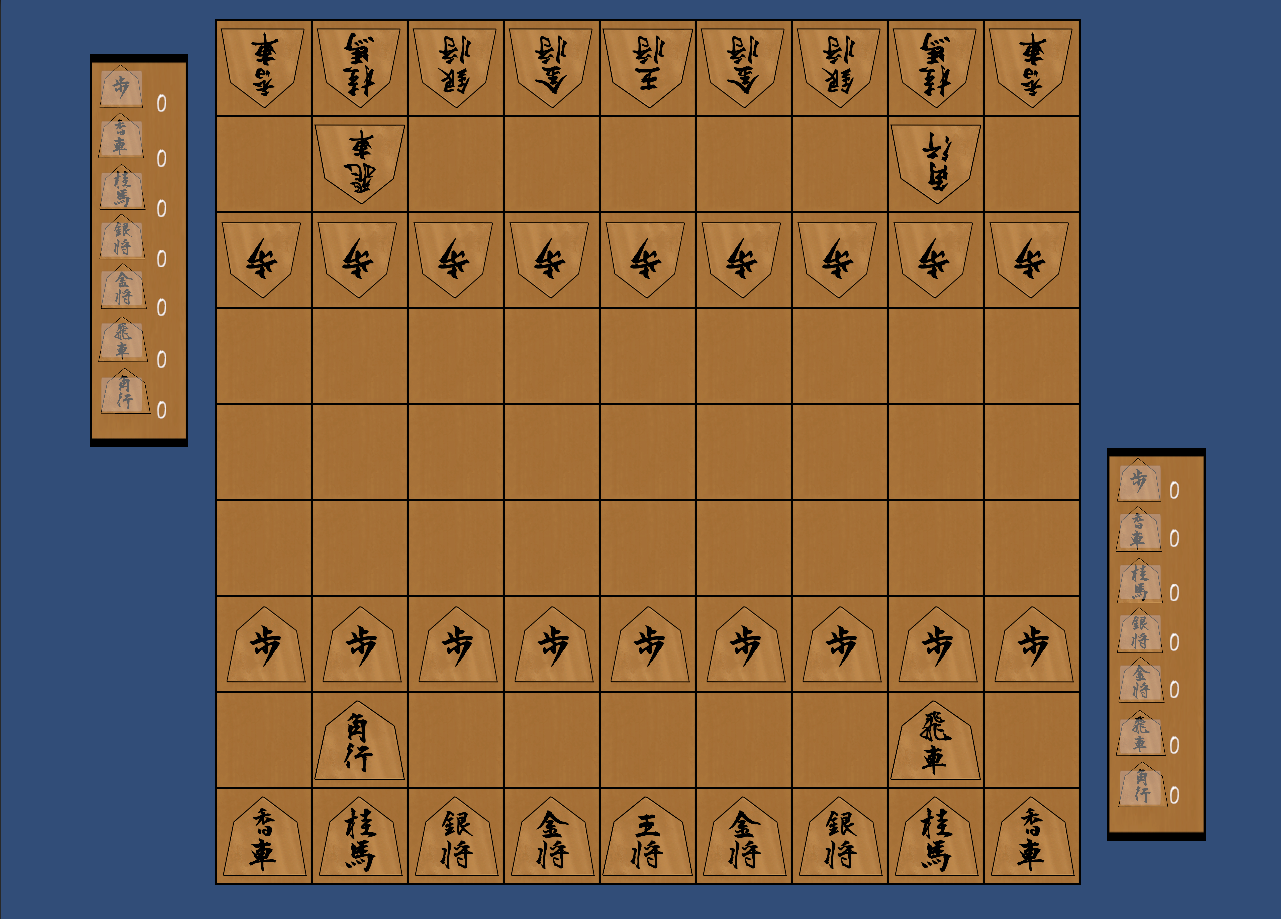 香車 桂馬 銀将 金将 王将 金将 銀将 桂馬 香車
飛車 角行
歩 歩 歩 歩 歩 歩 歩 歩 歩
歩 0
香車 0
桂馬 0
銀将 0
金将 0
飛車 0
角行 0
歩 歩 歩 歩 歩 歩 歩 歩 歩
角行 飛車
香車 桂馬 銀将 金将 王将 金将 銀将 桂馬 香車
歩 0
香車 0
桂馬 0
銀将 0
金将 0
飛車 0
角行 0